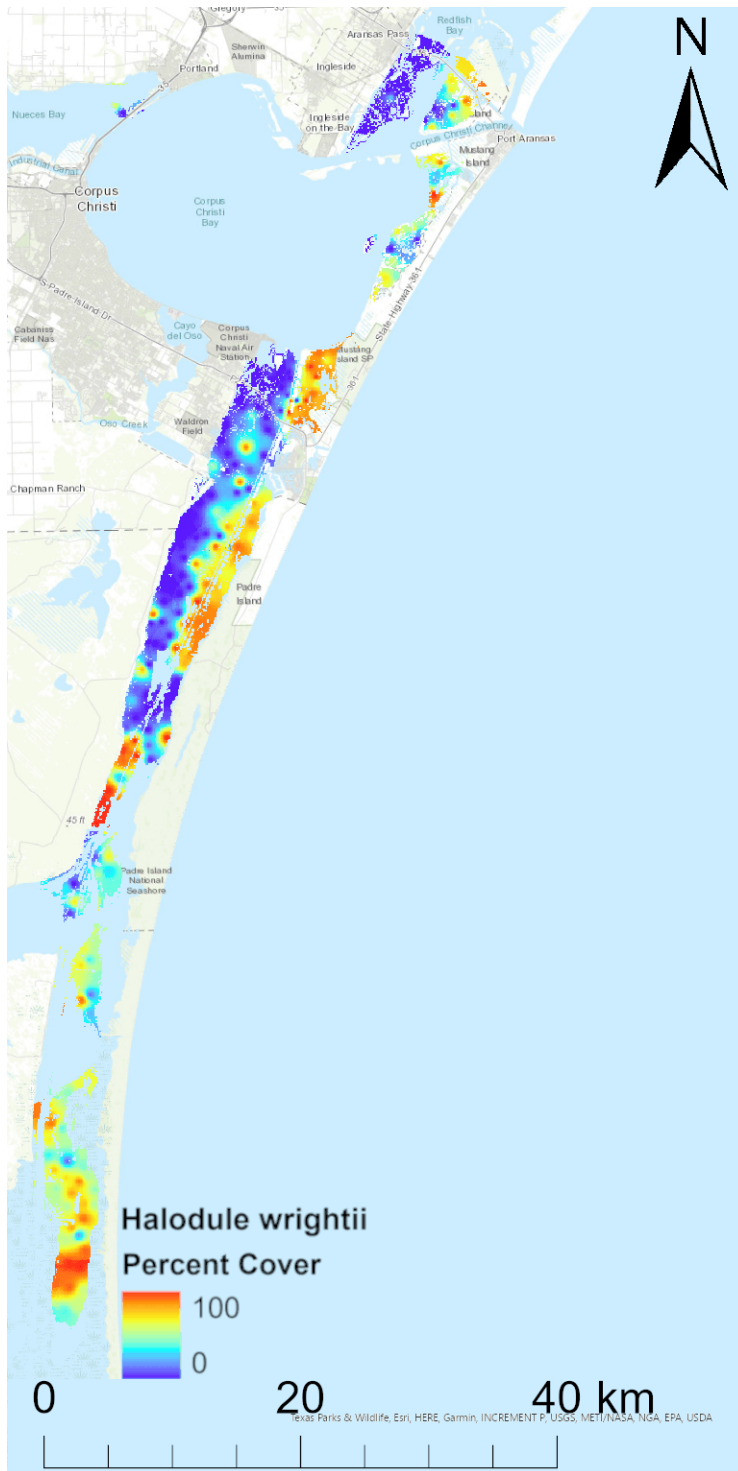 Gregory
35
Redfish
Bay
Aransas Pass
N
Sherwin
Alumina
Portland
Ingleside
35
Nueces Bay
Ingleside
on-the-Bay
Corpus Christi Channel
Port Aransas
Mustang
Island
Industrial Canal
Corpus
Christi
Corpus
Christi
Bay
S Padre Island Dr
State Highway 361
Cabaniss
Field Nas
Cayo
del Oso
Corpus
Christi
Naval Air
Station
Mustang
Island SP
361
Oso Creek
Waldron
Field
Chapman Ranch
Padre
Island
45 ft
Padre Island
National
Seashore
Halodule wrightii
Percent Cover
100
0
0 20 40 km
Texas Parks & Wildlife, Esri, HERE, Garmin, INCREMENT P, USGS, METI/NASA, NGA, EPA, USDA